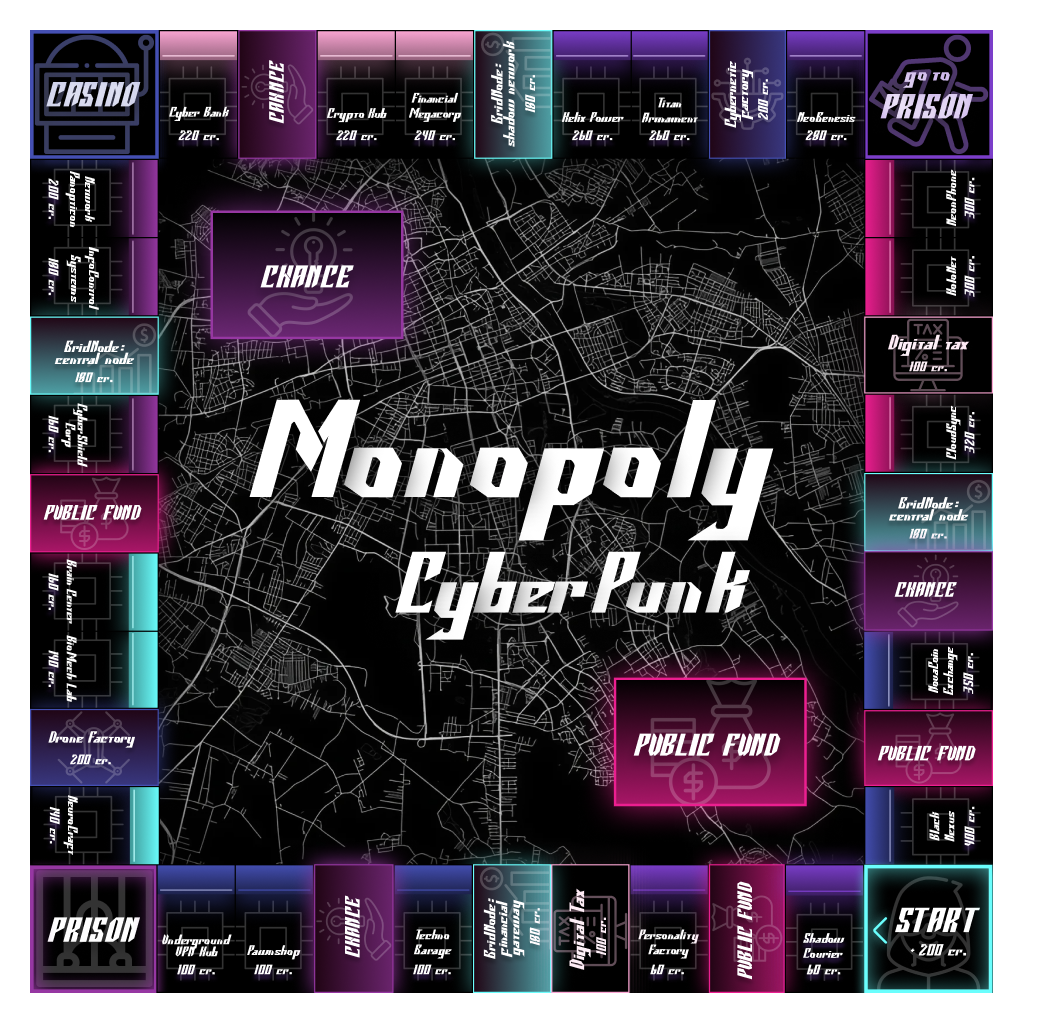 CASINO
Cyber Bank
220 cr.
CAHNCE
Crypto Hub
220 cr.
Financial
Megacorp
240 cr.
GridNode:
shadow network
180 cr.
Helix Power
260 cr.
Titan
Armament
260 cr.
Cybernetic
Factory
200 cr.
NeoGenesis
280 cr.
go to
PRISON
Network
Panopticon
200 cr.
InfoControl
Systems
180 cr.
GridNode:
central node
180 cr.
CyberShield
Corp
160 cr.
PUBLIC FUND
Brain Center
160 cr.
BioMech Lab
140 cr.
Drone Factory
200 cr.
NeuroCraft
140 cr.
CHANCE
Monopoly
CyberPunk
PUBLIC FUND
NeonPhone
300 cr.
HoloNet
300 cr.
TAX
Digital tax
100 cr.
CloudSync
320 cr.
GridNode:
central node
180 cr.
CHANCE
NovaCoin
Exchange
350 cr.
PUBLIC FUND
Black
Nexus
400 cr.
PRISON
Underground
VPN Hub
100 cr.
Pawnshop
100 cr.
CHANCE
Techno
Garage
100 cr.
GridNode:
Financial
gateway
180 cr.
TAX
Digital Tax
100 cr.
Personality
Factory
60 cr.
PUBLIC FUND
Shadow
Courier
60 cr.
START
+ 200 cr.